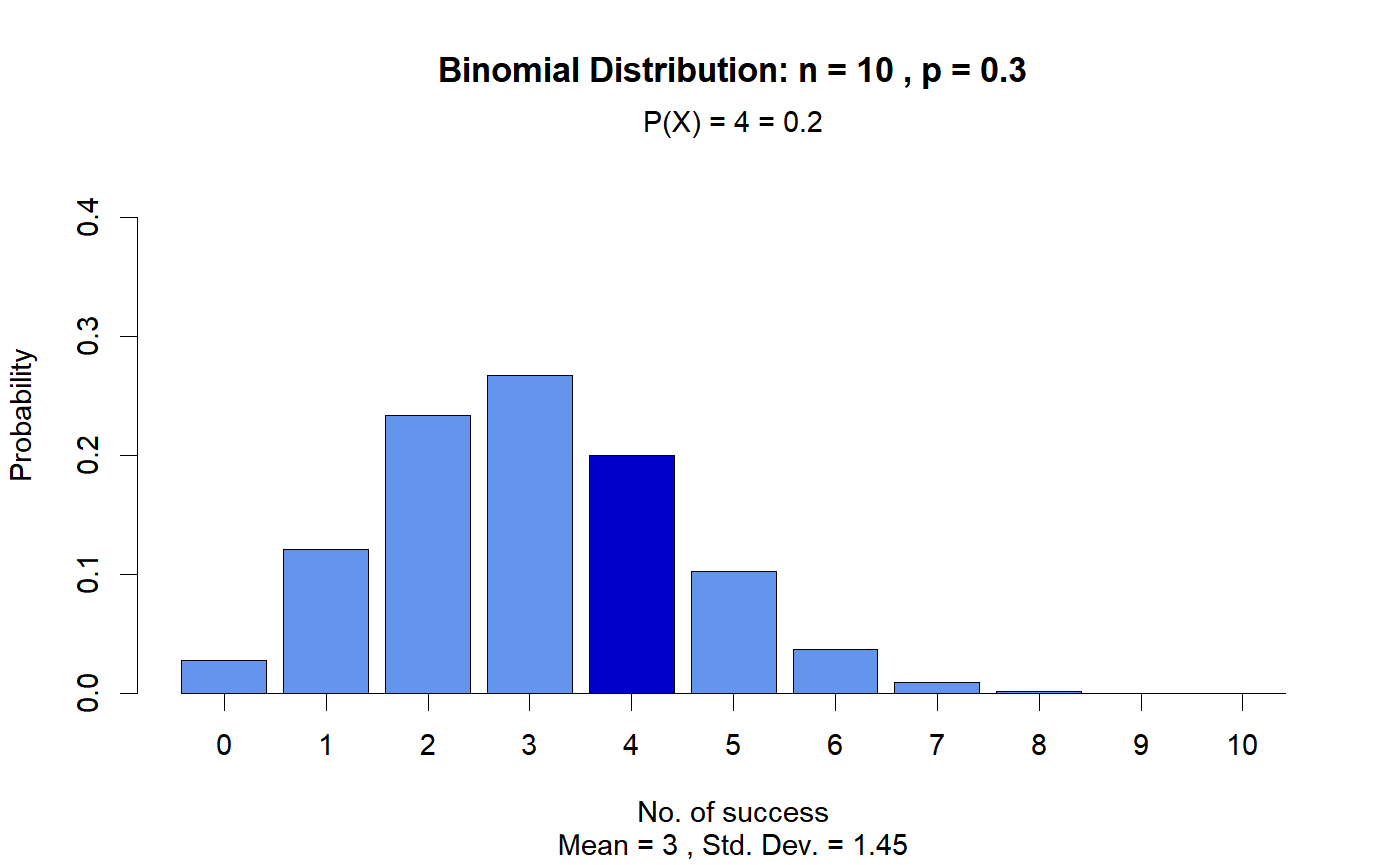 Binomial Distribution: n = 10 , p = 0.3
P(X) = 4 = 0.2
Probability
0.4
0.3
0.2
0.1
0.0
0 1 2 3 4 5 6 7 8 9 10
No. of success
Mean = 3 , Std. Dev. = 1.45